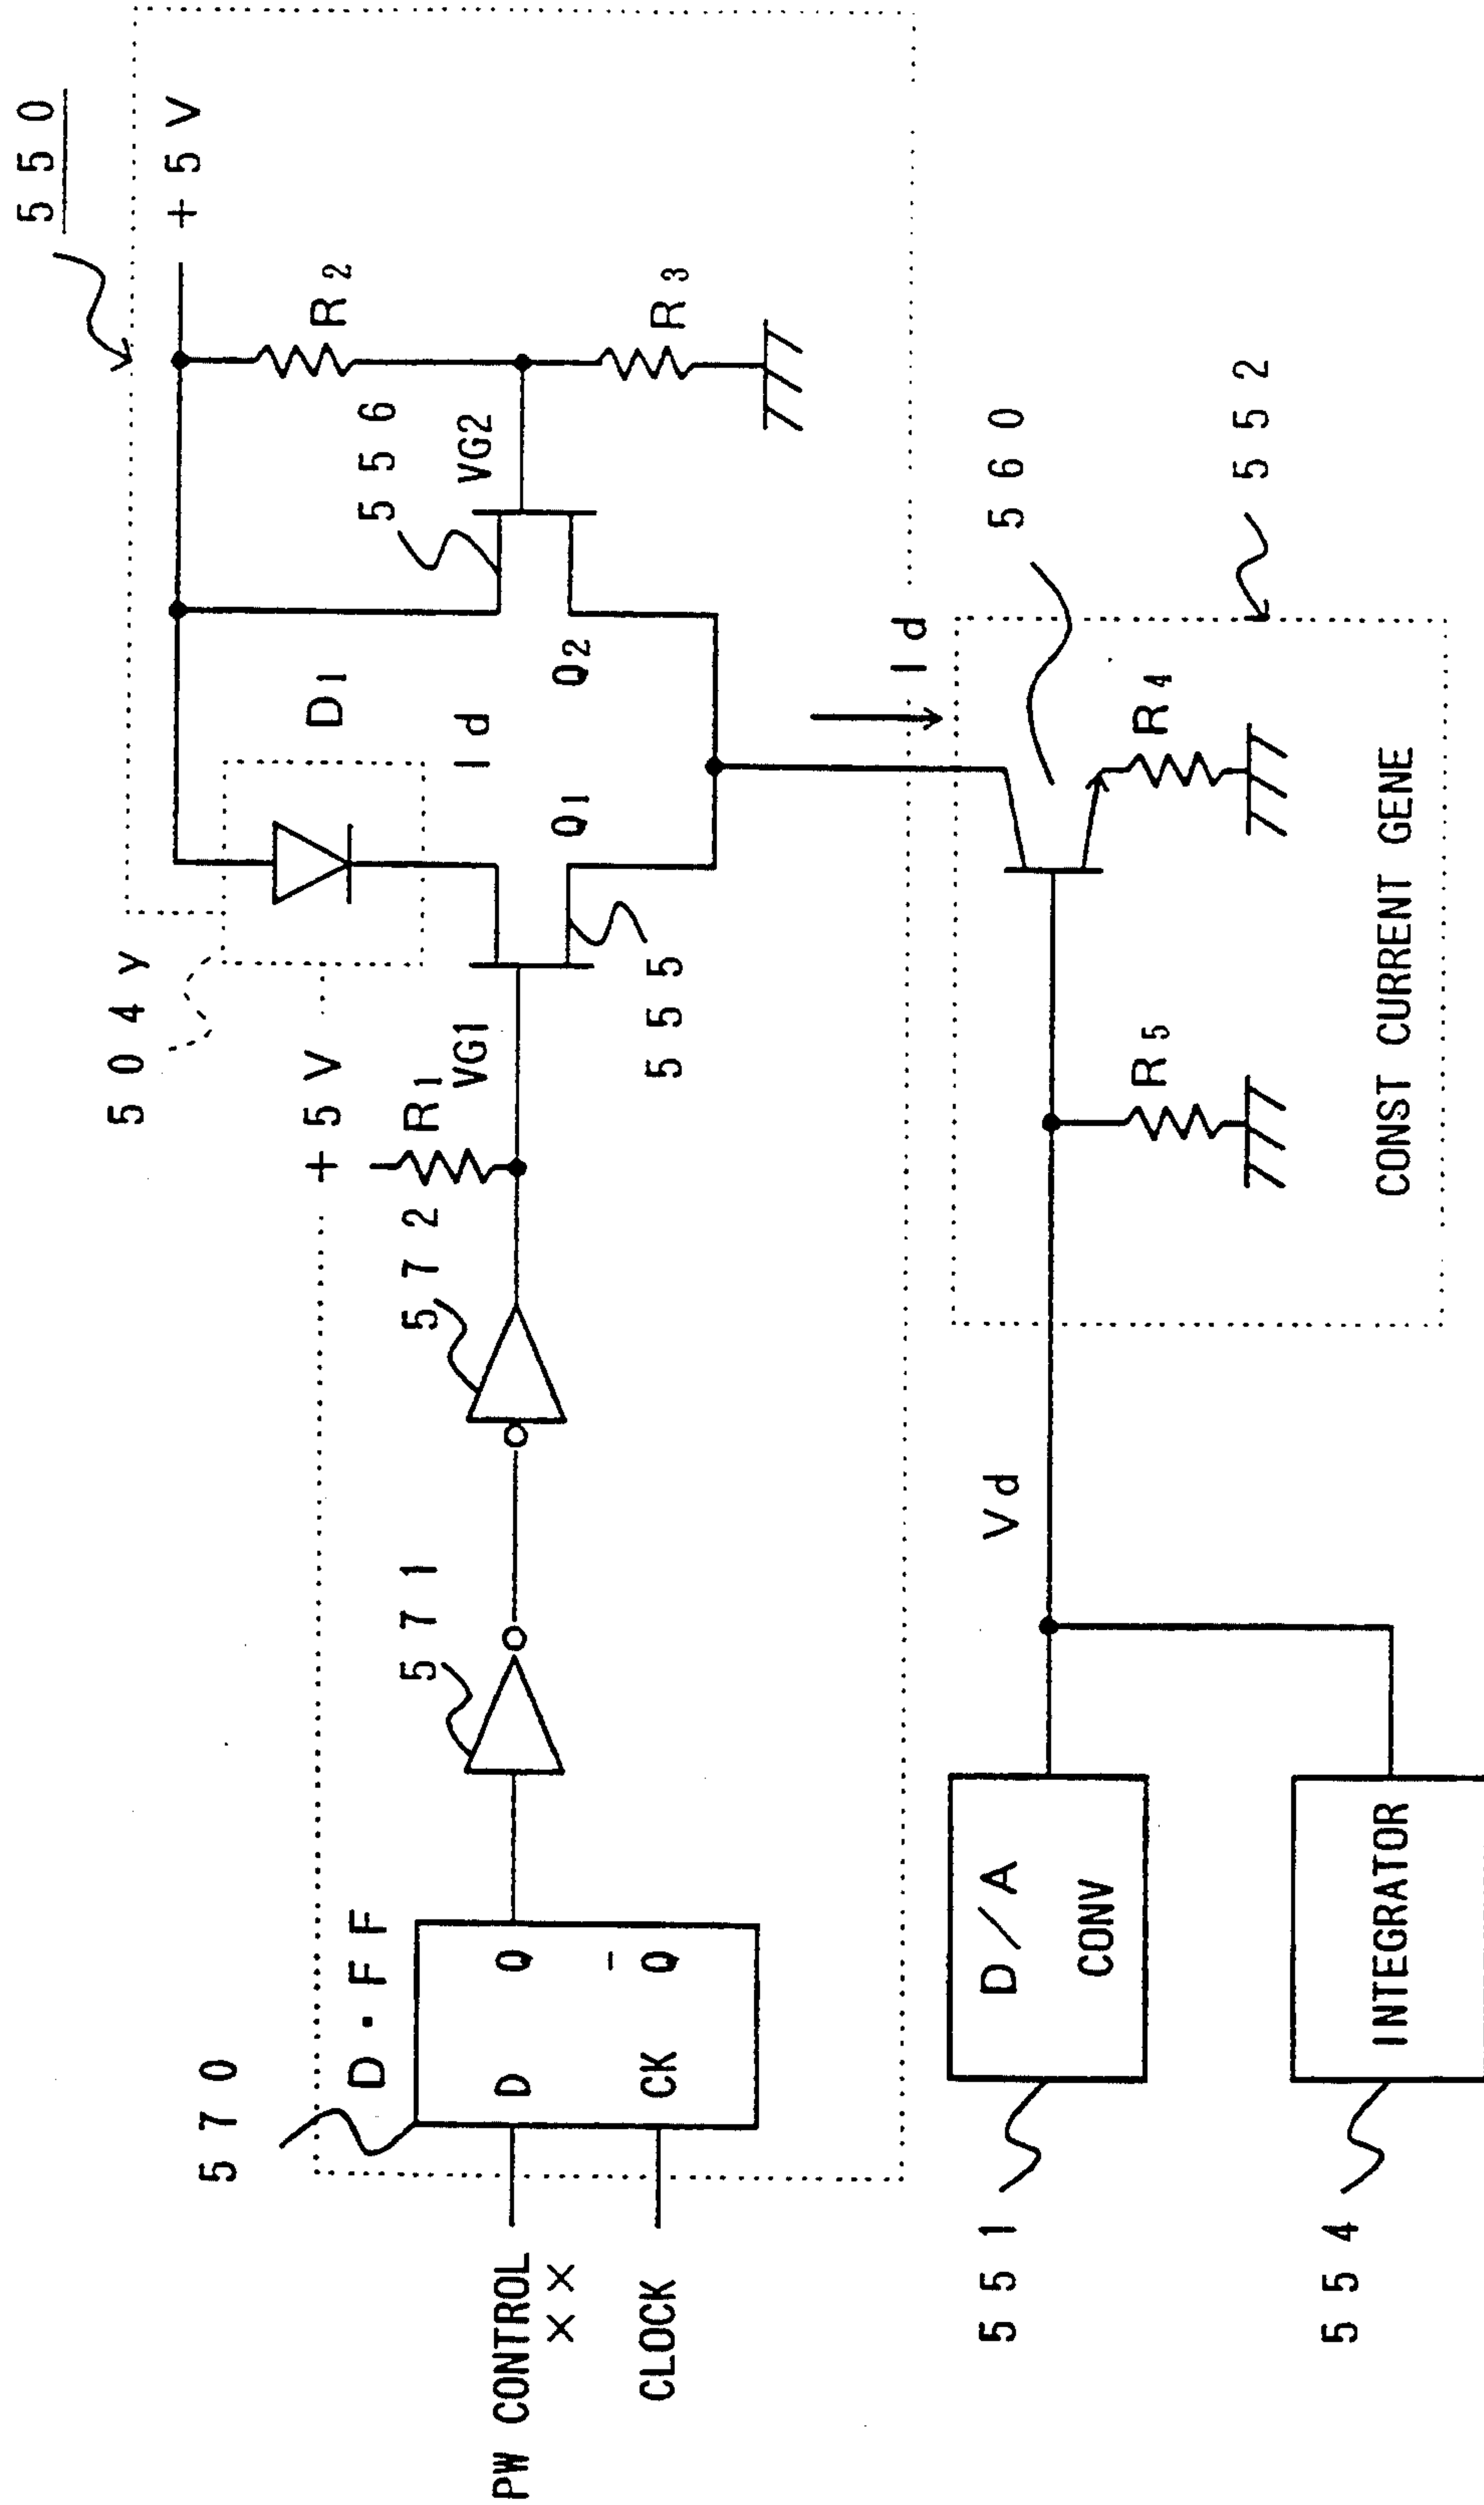 550
+5V
504Y
D1
R2
556
VG2
R3
+5V
R1
VG1
Id
Q1
Q2
555
570
D·FF
571
572
D Q
CK Q̅
PW CONTROL
××
CLOCK
Id
560
552
551
D/A
CONV
Vd
R5
R4
CONST CURRENT GENE
554
INTEGRATOR